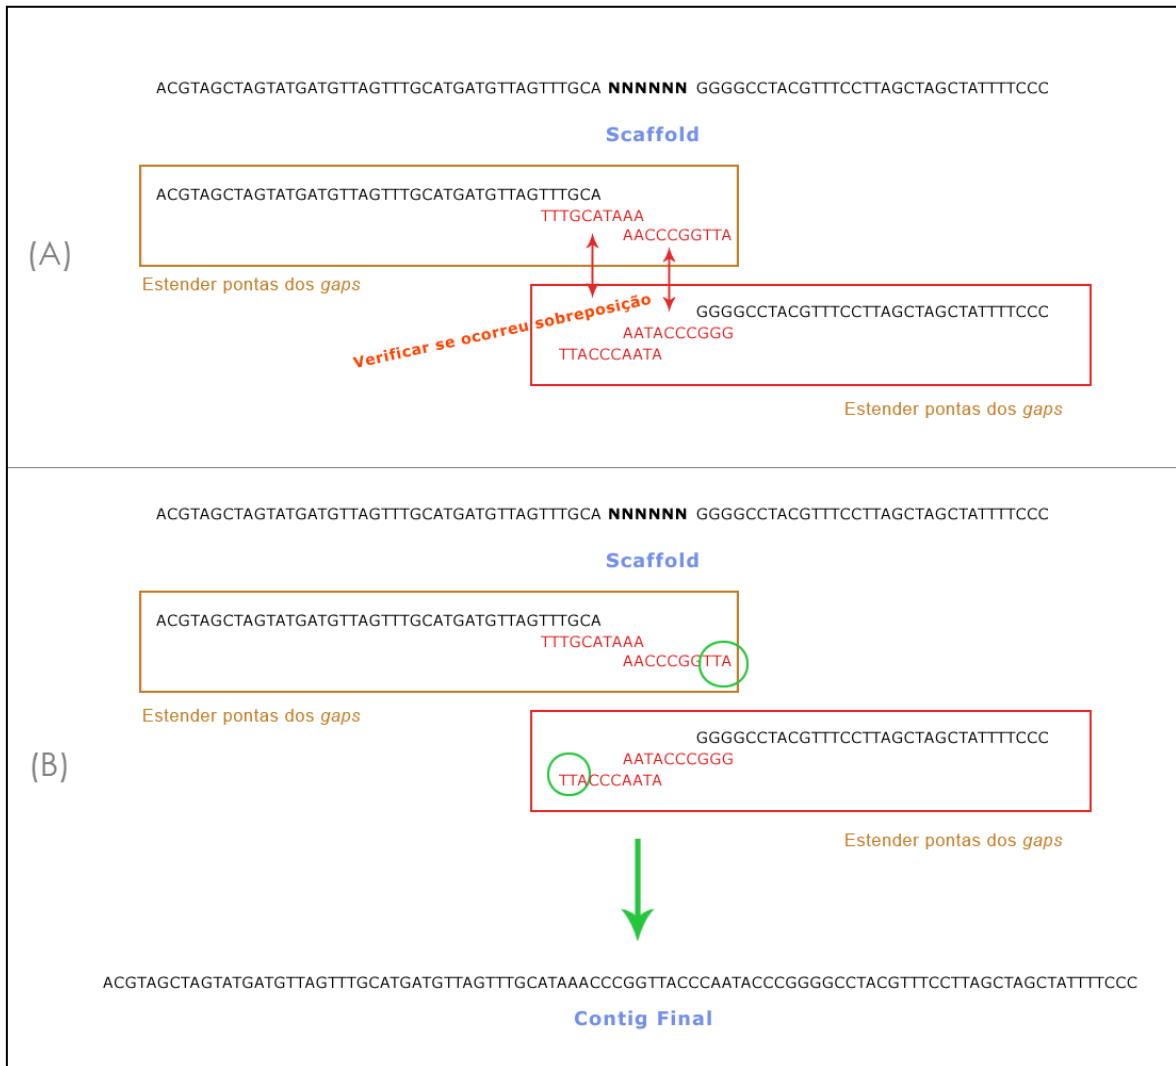 ACGTAGCTAGTATGATGTTAGTTTGCATGATGTTAGTTTGCA NNNNNN GGGGCCTACGTTTCCTTAGCTAGCTATTTTCCC
Scaffold
(A)
ACGTAGCTAGTATGATGTTAGTTTGCATGATGTTAGTTTGCA
TTTGCATAAA
AACCCGGTTA
Estender pontas dos gaps
Verificar se ocorreu sobreposição
GGGGCCTACGTTTCCTTAGCTAGCTATTTTCCC
AATACCCGGG
TTACCCAATA
Estender pontas dos gaps
ACGTAGCTAGTATGATGTTAGTTTGCATGATGTTAGTTTGCA NNNNNN GGGGCCTACGTTTCCTTAGCTAGCTATTTTCCC
Scaffold
(B)
ACGTAGCTAGTATGATGTTAGTTTGCATGATGTTAGTTTGCA
TTTGCATAAA
AACCCGGTTA
Estender pontas dos gaps
GGGGCCTACGTTTCCTTAGCTAGCTATTTTCCC
AATACCCGGG
TTACCCAATA
Estender pontas dos gaps
ACGTAGCTAGTATGATGTTAGTTTGCATGATGTTAGTTTGCATAAACCCGGTTACCCAATACCCGGGGCCTACGTTTCCTTAGCTAGCTATTTTCCC
Contig Final